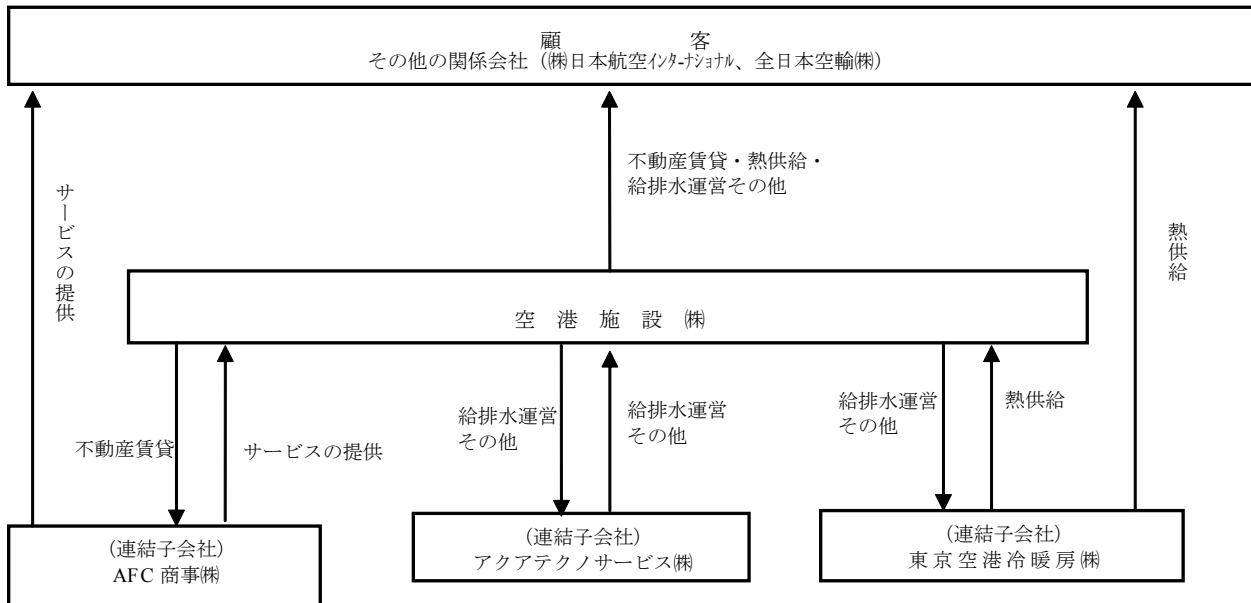 顧　　　　客
その他の関係会社（㈱日本航空ｲﾝﾀｰﾅｼｮﾅﾙ、全日本空輸㈱）
サービスの提供
不動産賃貸・熱供給・
給排水運営その他
熱供給
空　港　施　設　㈱
不動産賃貸
サービスの提供
給排水運営
その他
給排水運営
その他
給排水運営
その他
熱供給
(連結子会社)
AFC 商事㈱
(連結子会社)
アクアテクノサービス㈱
(連結子会社)
東京空港冷暖房㈱